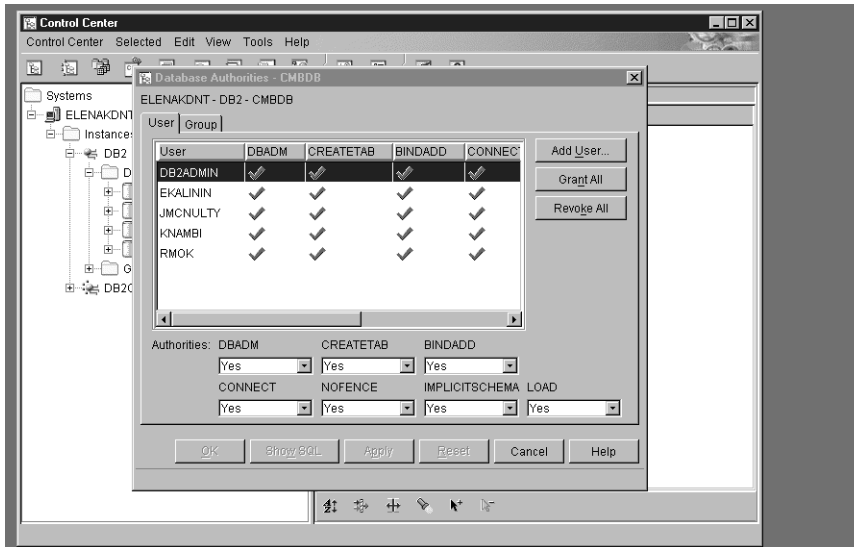 Control Center
Control Center Selected Edit View Tools Help
Database Authorities - CMBDB
Systems
ELENAKDNT - DB2 - CMBDB
ELENAKDNT
User Group
Instance
User DBADM CREATETAB BINDADD CONNEC Add User...
DB2
DB2ADMIN
Grant All
D
EKALININ
JMCNULTY Revoke All
KNAMBI
RMOK
G
DB2C
Authorities: DBADM CREATETAB BINDADD
Yes Yes Yes
CONNECT NOFENCE IMPLICITSCHEMA LOAD
Yes Yes Yes Yes
OK Show SQL Apply Reset Cancel Help